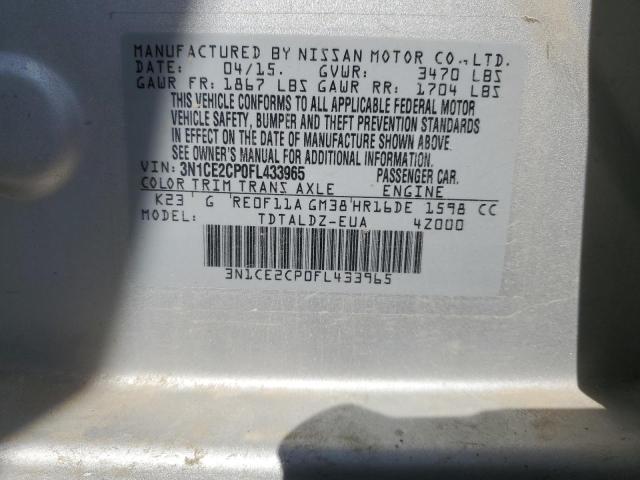 MANUFACTURED BY NISSAN MOTOR CO., LTD.
DATE: 04/15. GVWR: 3470 LBS
GAWR FR: 1867 LBS GAWR RR: 1704 LBS
THIS VEHICLE CONFORMS TO ALL APPLICABLE FEDERAL MOTOR
VEHICLE SAFETY, BUMPER AND THEFT PREVENTION STANDARDS
IN EFFECT ON THE DATE OF MANUFACTURE SHOWN ABOVE.
SEE OWNER'S MANUAL FOR ADDITIONAL INFORMATION.
VIN: 3N1CE2CP0FL433965 PASSENGER CAR.
COLOR TRIM TRANS AXLE ENGINE
K23 G RE0F11A GM38 HR16DE 1598 CC
MODEL: TDTALDZ-EUA 4Z000
3N1CE2CP0FL433965